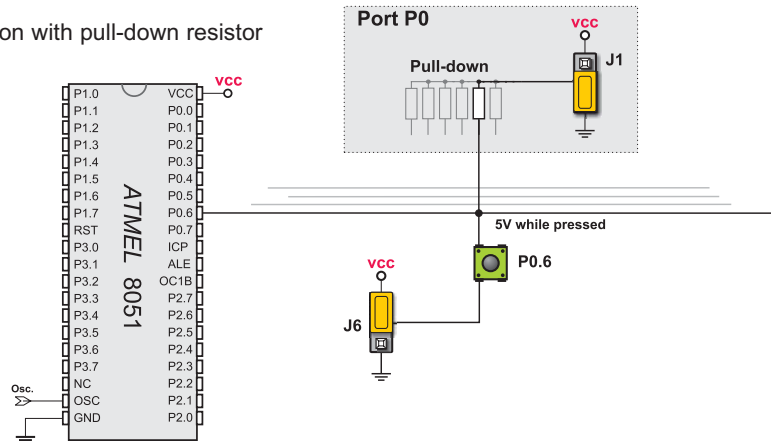 on with pull-down resistor
Port P0
VCC
J1
Pull-down
VCC
P1.0 VCC
P1.1 P0.0
P1.2 P0.1
P1.3 P0.2
P1.4 P0.3
P1.5 P0.4
P1.6 P0.5
P1.7 P0.6
RST P0.7
P3.0 ICP
P3.1 ALE
P3.2 OC1B
P3.3 P2.7
P3.4 P2.6
P3.5 P2.5
P3.6 P2.4
P3.7 P2.3
NC P2.2
OSC P2.1
GND P2.0
ATMEL 8051
Osc.
5V while pressed
P0.6
VCC
J6